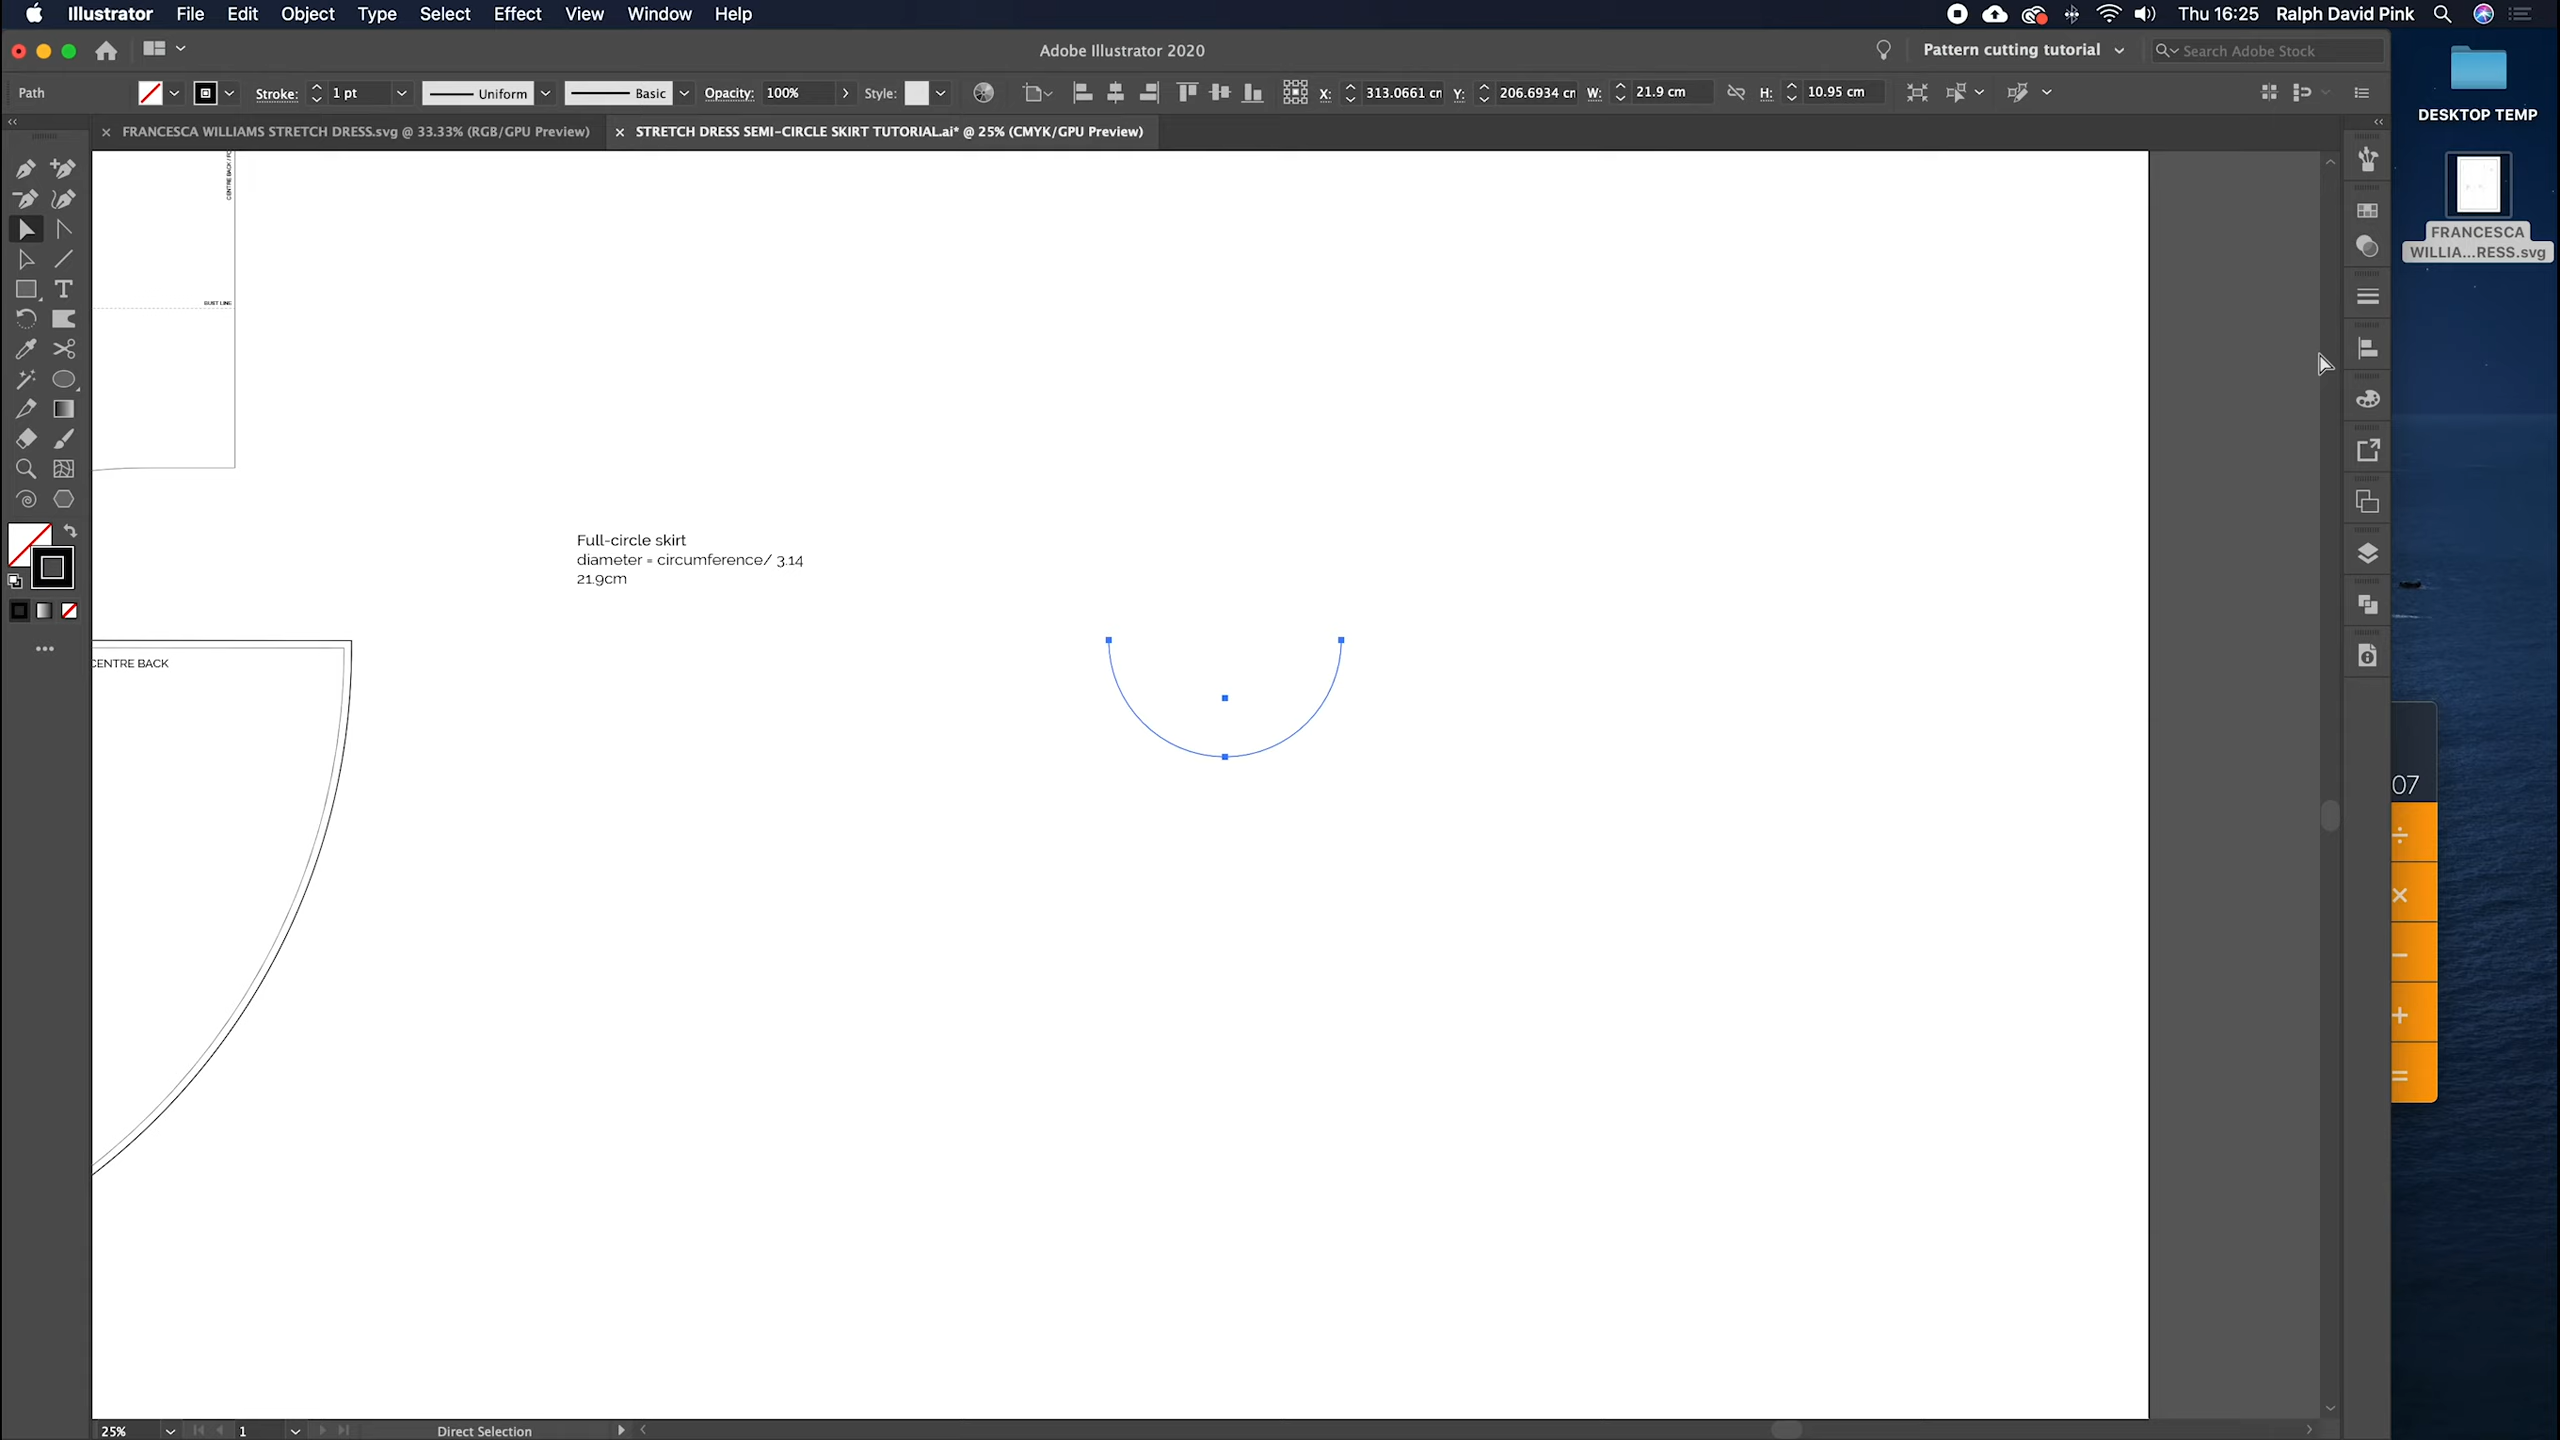 Illustrator File Edit Object Type Select Effect View Window Help
Thu 16:25 Ralph David Pink
Adobe Illustrator 2020
Pattern cutting tutorial
Search Adobe Stock
Path
Stroke: 1 pt
Uniform
Basic
Opacity: 100%
Style:
X: 313.0661 cm
Y: 206.6934 cm
W: 21.9 cm
H: 10.95 cm
FRANCESCA WILLIAMS STRETCH DRESS.svg @ 33.33% (RGB/GPU Preview)
STRETCH DRESS SEMI-CIRCLE SKIRT TUTORIAL.ai* @ 25% (CMYK/GPU Preview)
DESKTOP TEMP
FRANCESCA
WILLIA...RESS.svg
BUST LINE
Full-circle skirt
diameter = circumference/ 3.14
21.9cm
CENTRE BACK
07
÷
×
−
+
=
25%
1
Direct Selection